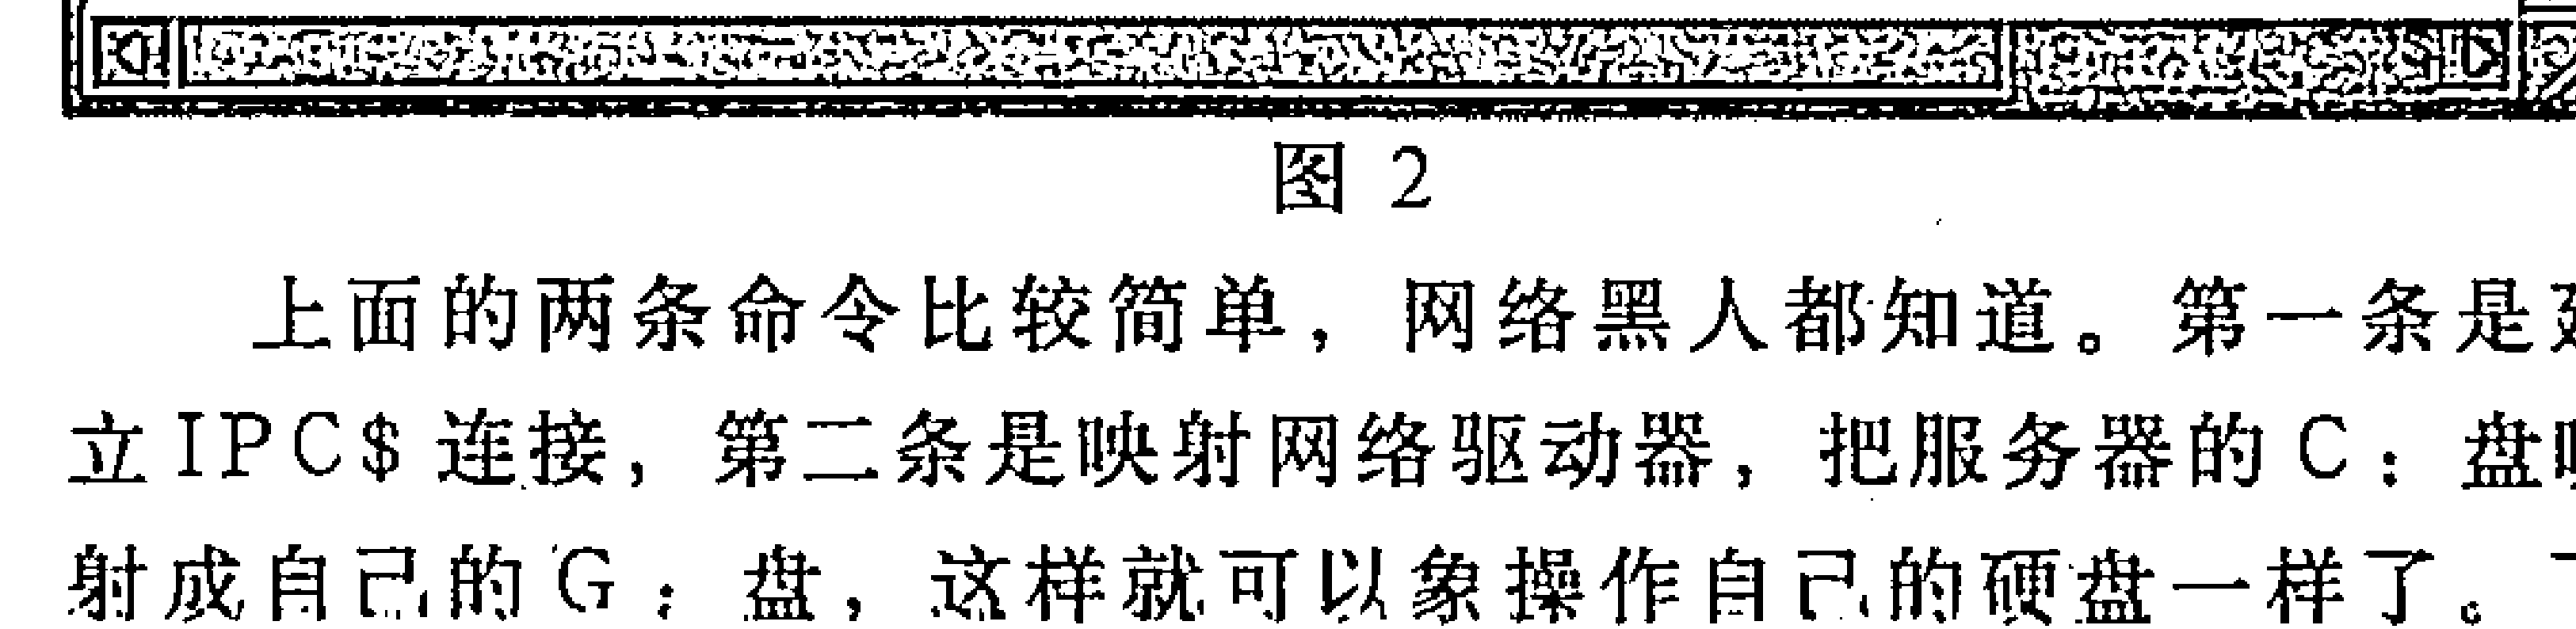 图 2
上面的两条命令比较简单，网络黑人都知道。第一条是
立IPC$连接，第二条是映射网络驱动器，把服务器的C：盘
射成自己的G：盘，这样就可以象操作自己的硬盘一样了。